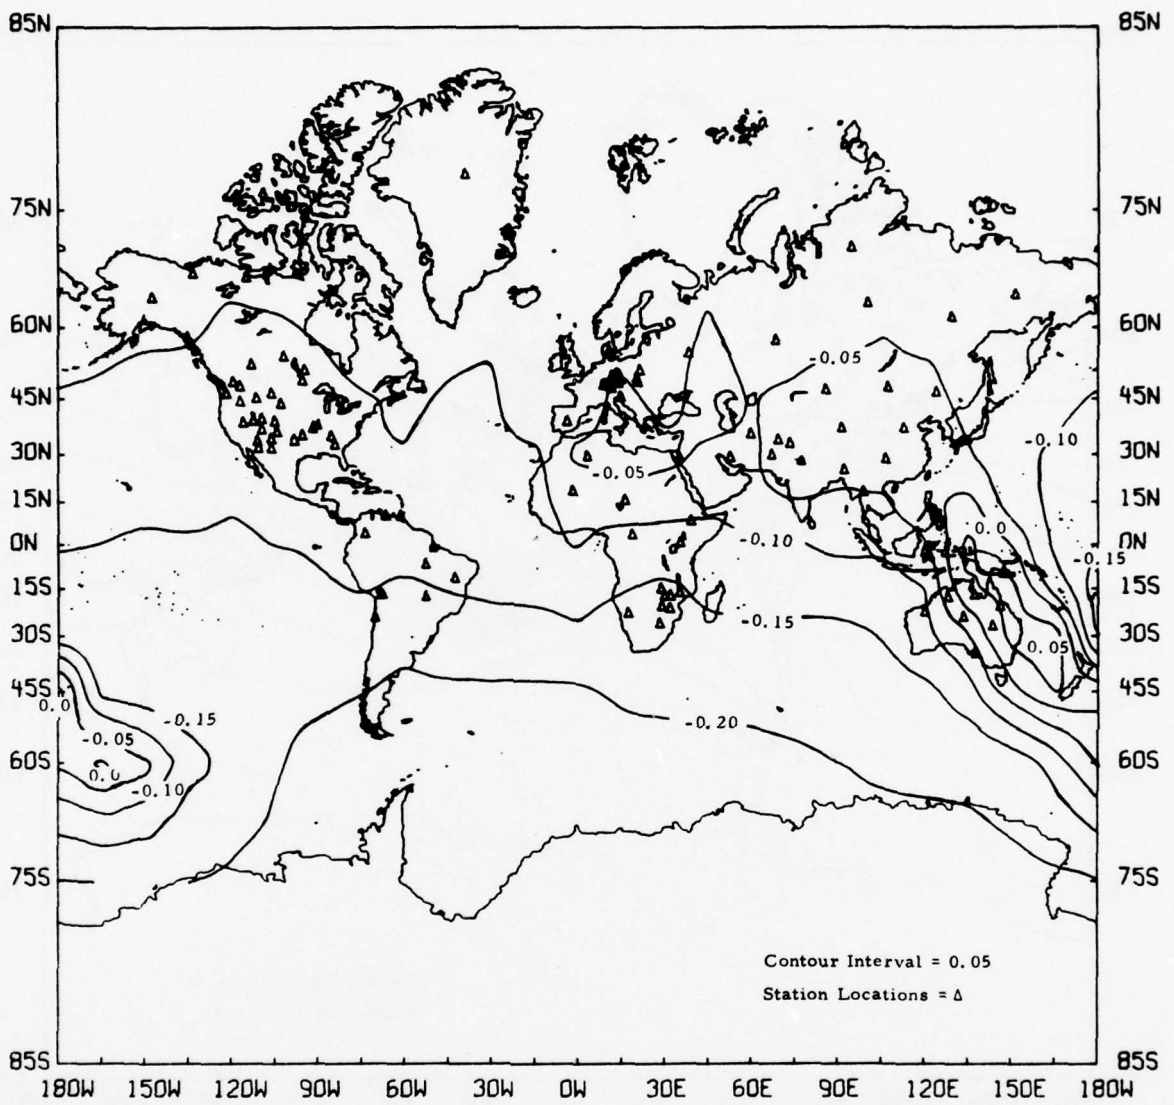 85N 85N
75N 75N
60N 60N
-0.05
45N 45N
-0.10
30N 30N
-0.05
15N 15N
0.0
0N -0.10 0N
-0.15
15S 15S
-0.15
30S 30S
0.05
45S 45S
0.0
-0.15 -0.20
-0.05
60S 60S
0.0
-0.10
75S 75S
Contour Interval = 0.05
Station Locations = Δ
85S 85S
180W 150W 120W 90W 60W 30W 0W 30E 60E 90E 120E 150E 180W